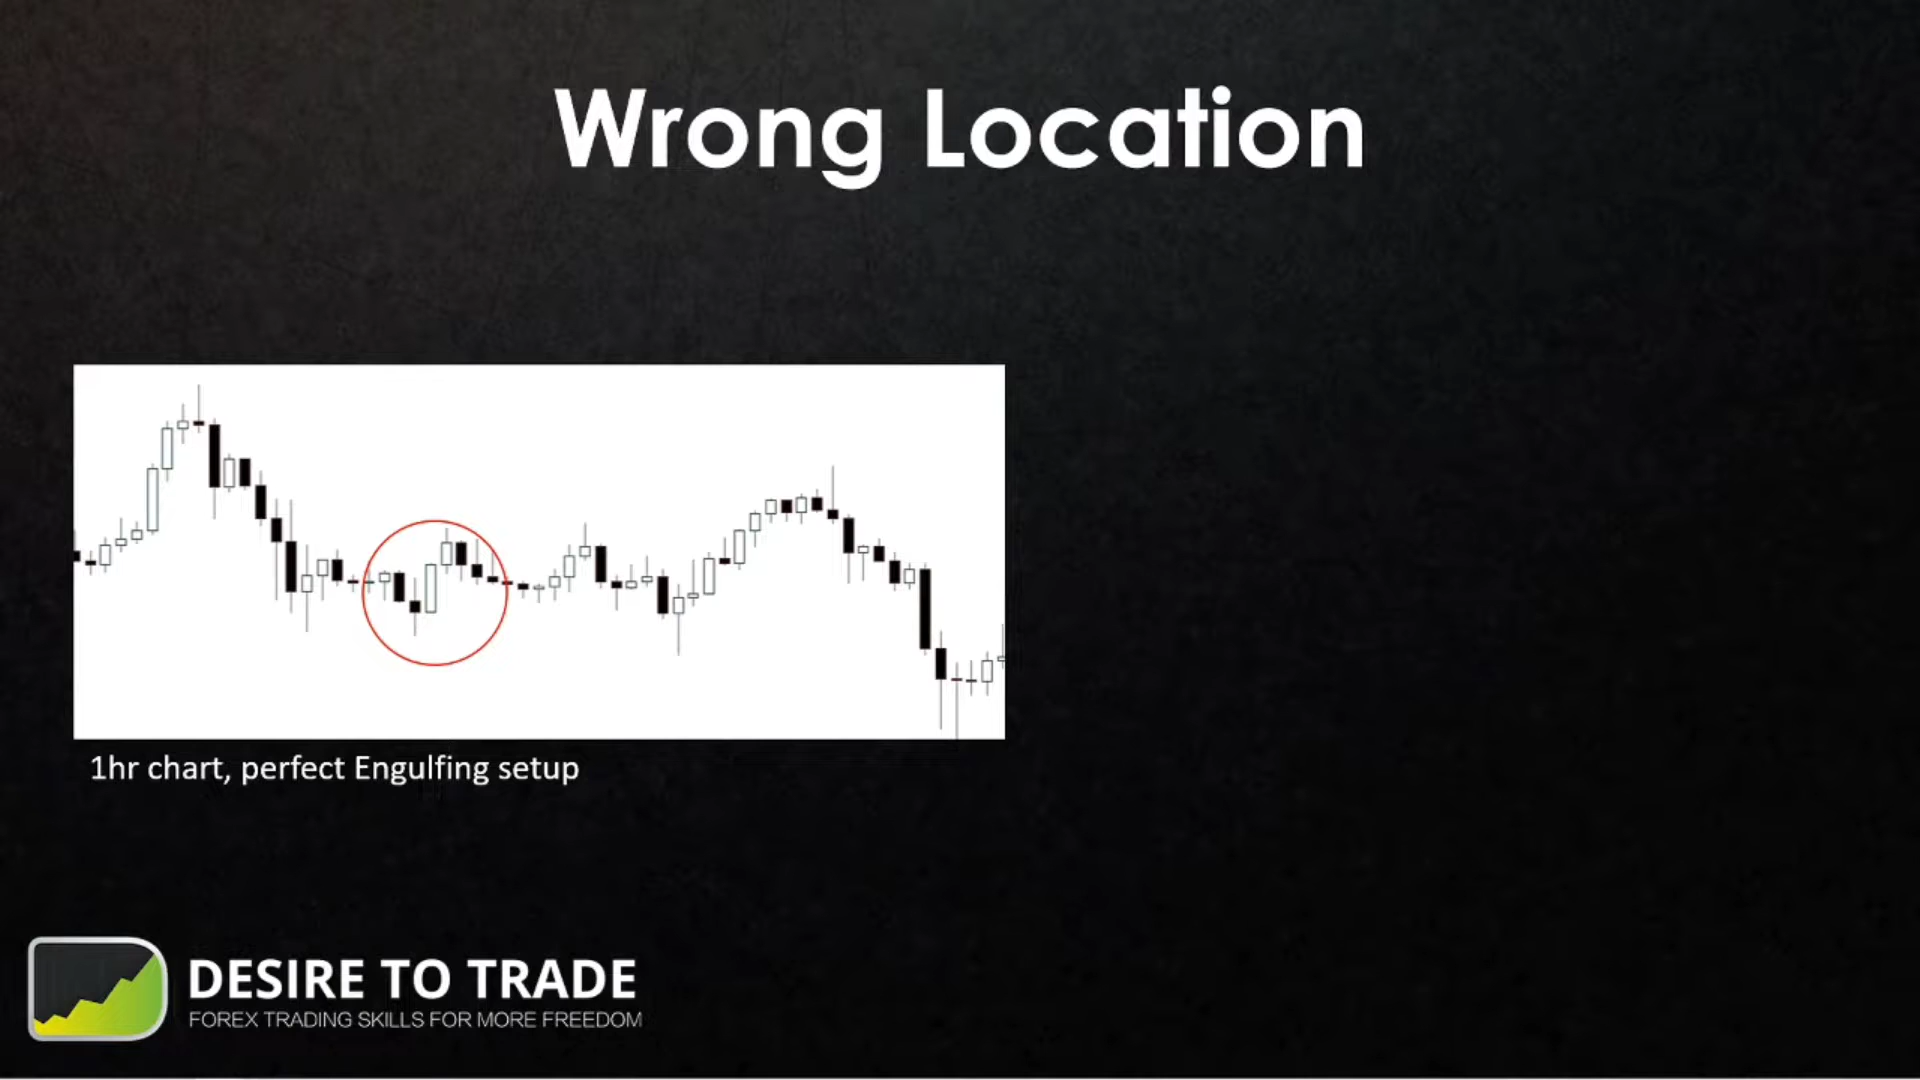 Wrong Location
1hr chart, perfect Engulfing setup
DESIRE TO TRADE
FOREX TRADING SKILLS FOR MORE FREEDOM